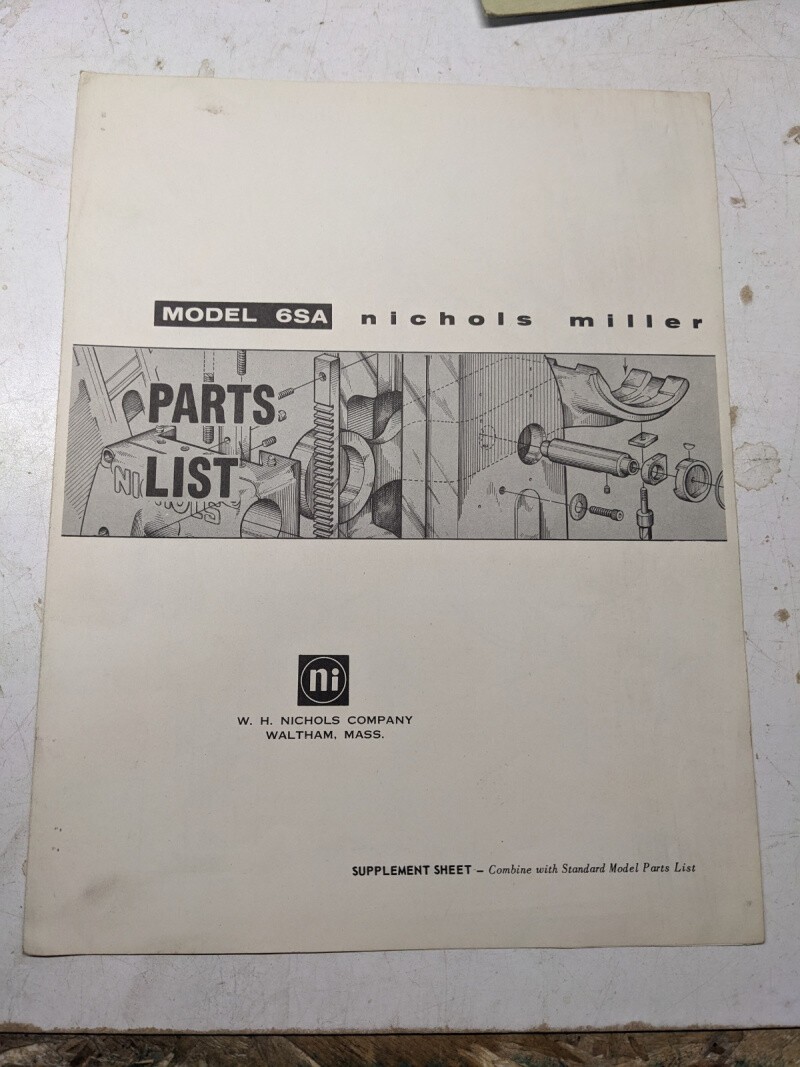 MODEL 6SA nichols miller
PARTS
LIST
NICHOLS
ni
W. H. NICHOLS COMPANY
WALTHAM, MASS.
SUPPLEMENT SHEET – Combine with Standard Model Parts List